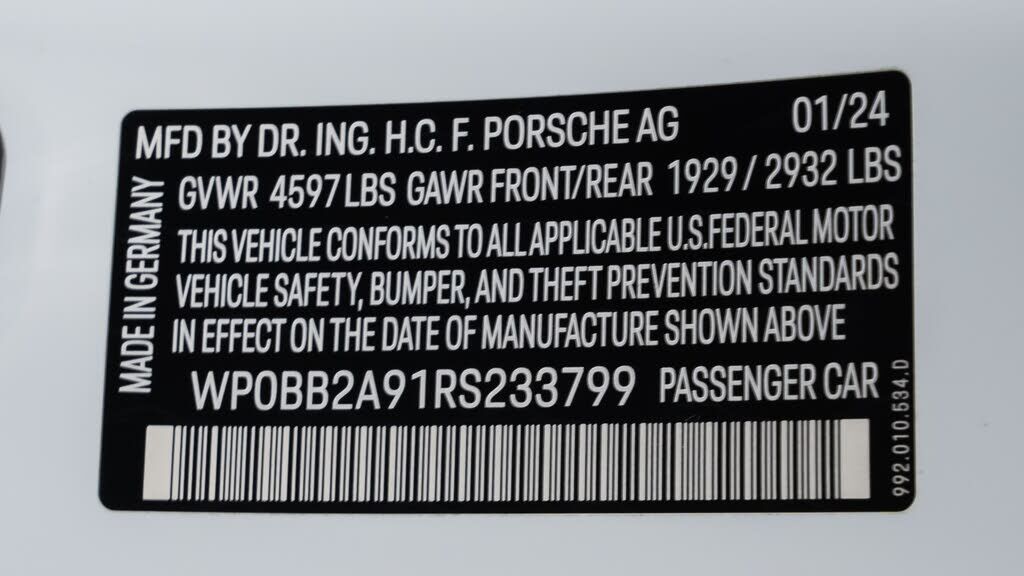 MFD BY DR. ING. H.C. F. PORSCHE AG 01/24
GVWR 4597 LBS GAWR FRONT/REAR 1929 / 2932 LBS
THIS VEHICLE CONFORMS TO ALL APPLICABLE U.S.FEDERAL MOTOR
VEHICLE SAFETY, BUMPER, AND THEFT PREVENTION STANDARDS
IN EFFECT ON THE DATE OF MANUFACTURE SHOWN ABOVE
WP0BB2A91RS233799 PASSENGER CAR
MADE IN GERMANY
992.010.534.D